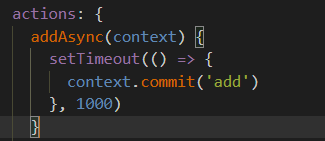 actions: {
  addAsync(context) {
    setTimeout(() => {
      context.commit('add')
    }, 1000)
  }